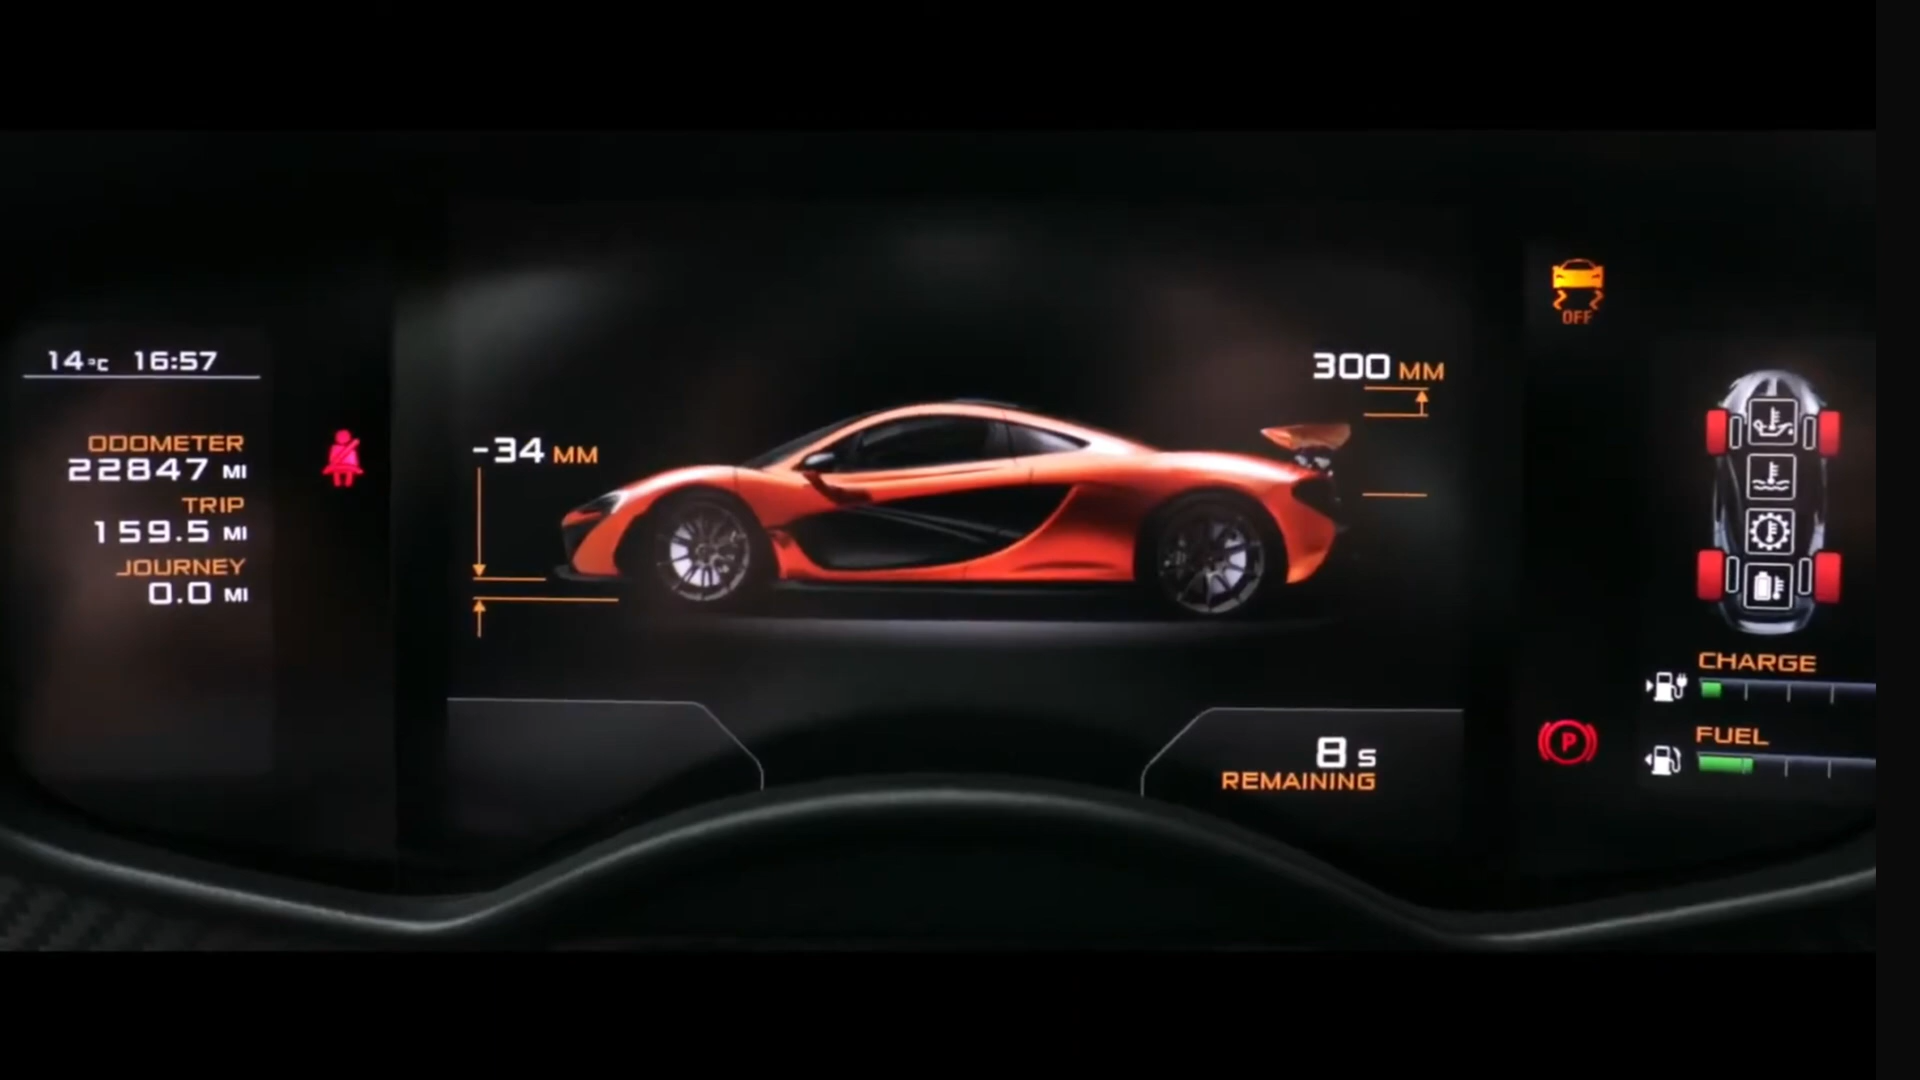 14°C 16:57
ODOMETER
22847 MI
TRIP
159.5 MI
JOURNEY
0.0 MI
-34 MM
300 MM
8 S
REMAINING
OFF
P
CHARGE
FUEL